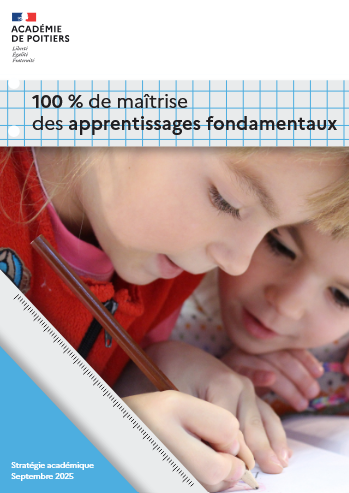 ACADÉMIE
DE POITIERS
Liberté
Égalité
Fraternité
100 % de maîtrise
des apprentissages fondamentaux
Stratégie académique
Septembre 2025